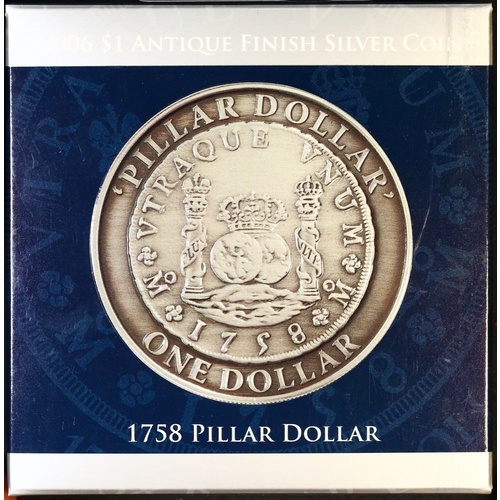 2006 $1 Antique Finish Silver Coin
'PILLAR DOLLAR'
VTRAQUE VNUM
M 1758 M
ONE DOLLAR
1758 Pillar Dollar